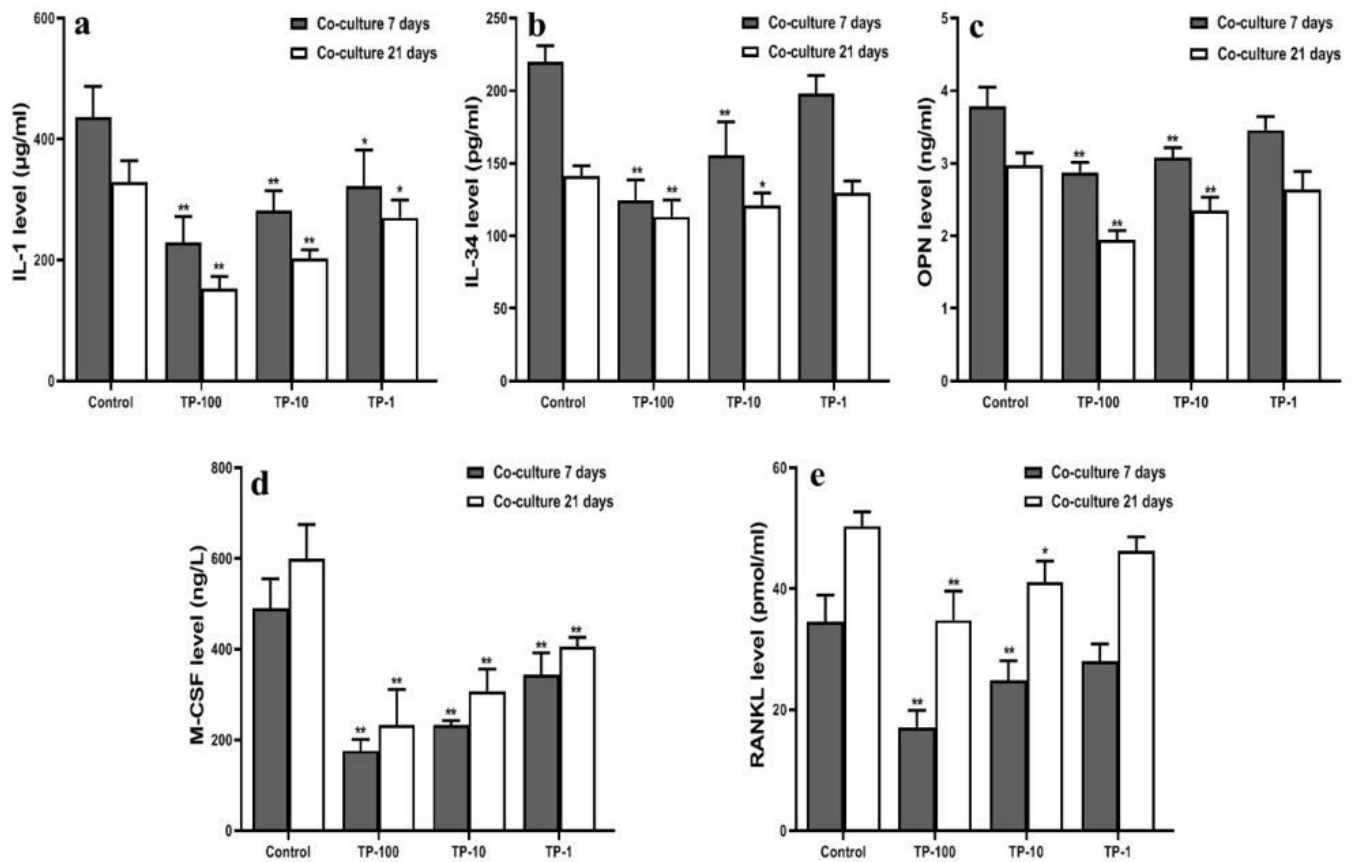 a
Co-culture 7 days
Co-culture 21 days
IL-1 level (µg/ml)
600
400
200
0
** ** ** ** * *
Control TP-100 TP-10 TP-1
b
Co-culture 7 days
Co-culture 21 days
IL-34 level (pg/ml)
250
200
150
100
50
0
** ** ** *
Control TP-100 TP-10 TP-1
c
Co-culture 7 days
Co-culture 21 days
OPN level (ng/ml)
5
4
3
2
1
0
** ** ** **
Control TP-100 TP-10 TP-1
d
Co-culture 7 days
Co-culture 21 days
M-CSF level (ng/L)
800
600
400
200
0
** ** ** ** ** **
Control TP-100 TP-10 TP-1
e
Co-culture 7 days
Co-culture 21 days
RANKL level (pmol/ml)
60
40
20
0
** ** ** *
Control TP-100 TP-10 TP-1